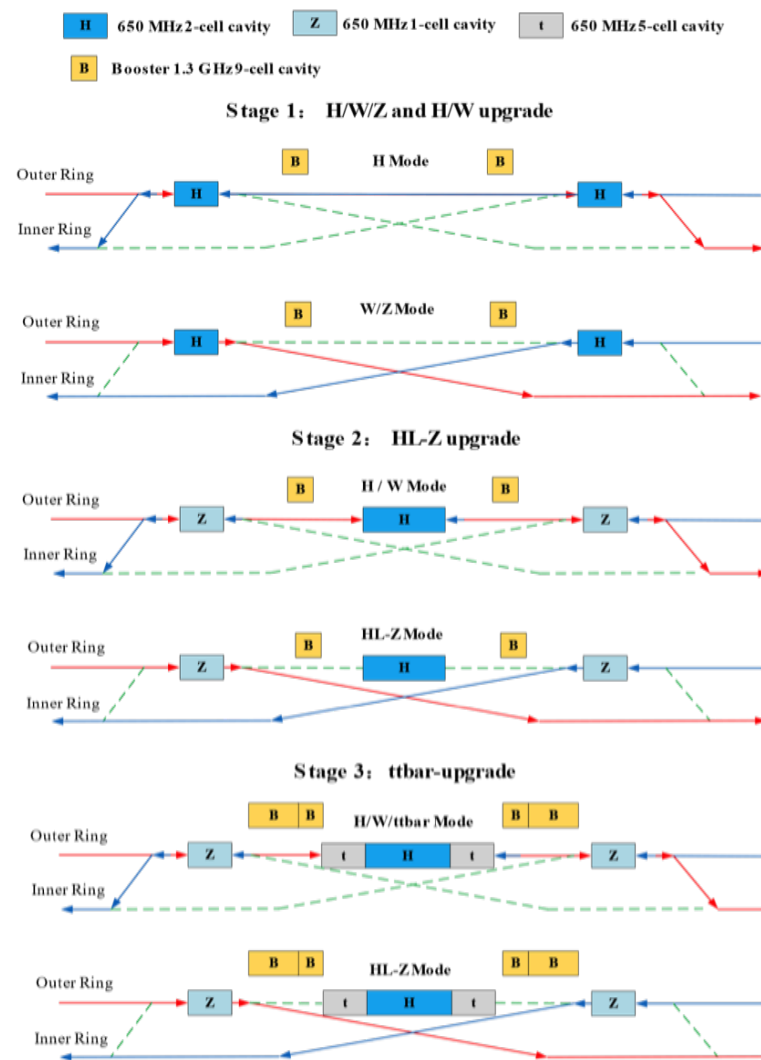 H 650 MHz 2-cell cavity Z 650 MHz 1-cell cavity t 650 MHz 5-cell cavity
B Booster 1.3 GHz 9-cell cavity
Stage 1： H/W/Z and H/W upgrade
B H Mode B
Outer Ring
H H
Inner Ring
B W/Z Mode B
Outer Ring
H H
Inner Ring
Stage 2： HL-Z upgrade
B H / W Mode B
Outer Ring
Z H Z
Inner Ring
B HL-Z Mode B
Outer Ring
Z H Z
Inner Ring
Stage 3： ttbar-upgrade
B B H/W/ttbar Mode B B
Outer Ring
Z t H t Z
Inner Ring
B B HL-Z Mode B B
Outer Ring
Z t H t Z
Inner Ring